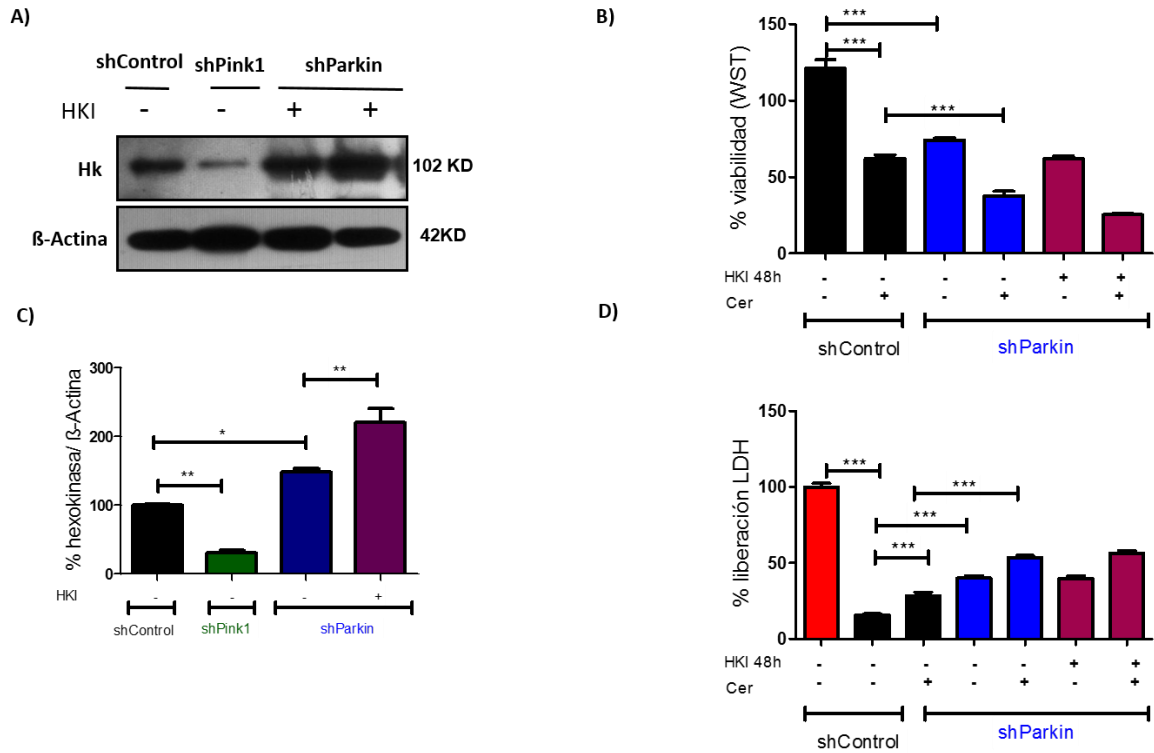 A)
shControl shPink1 shParkin
HKI - - + +
Hk 102 KD
ß-Actina 42KD
B)
% viabilidad (WST)
150
100
50
0
***
***
***
HKI 48h - - - - + +
Cer - + - + - +
shControl shParkin
C)
% hexokinasa/ ß-Actina
300
200
100
0
**
*
**
HKI - - - +
shControl shPink1 shParkin
D)
% liberación LDH
150
100
50
0
***
***
***
***
HKI 48h - - - - - + +
Cer - - + - + - +
shControl shParkin